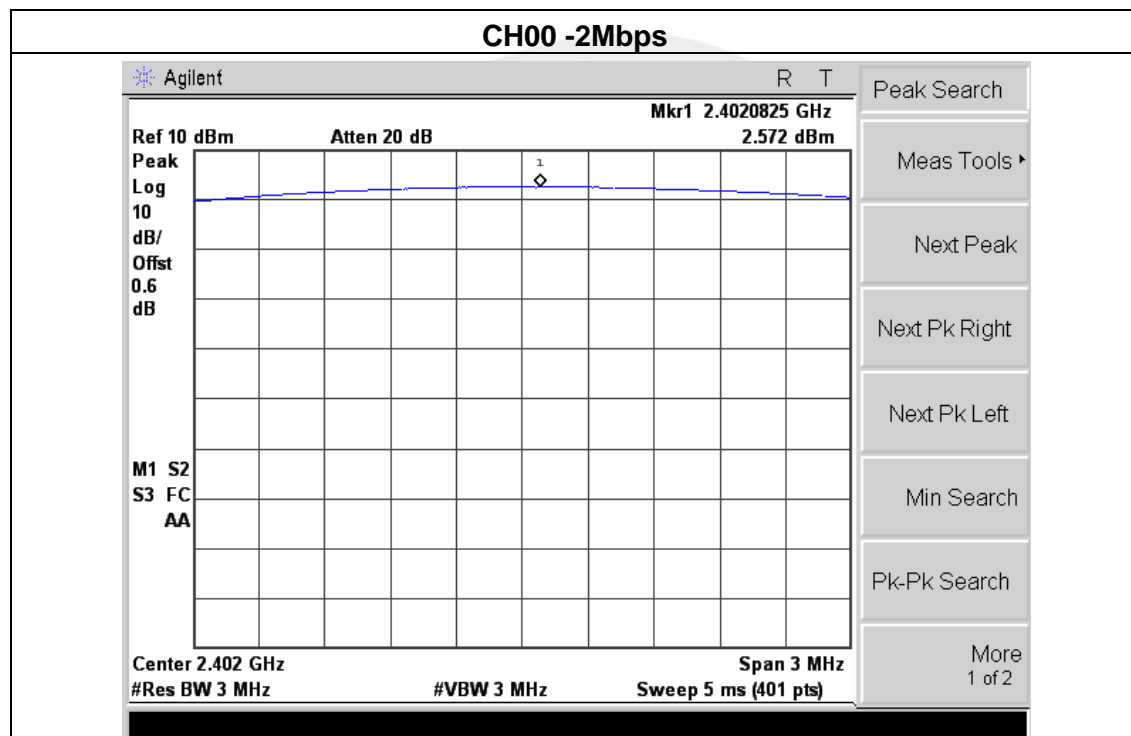 CH00 -2Mbps
Agilent R T
Mkr1 2.4020825 GHz
Ref 10 dBm Atten 20 dB 2.572 dBm
Peak
Log
10
dB/
Offst
0.6
dB
1
M1 S2
S3 FC
AA
Center 2.402 GHz Span 3 MHz
#Res BW 3 MHz #VBW 3 MHz Sweep 5 ms (401 pts)
Peak Search
Meas Tools
Next Peak
Next Pk Right
Next Pk Left
Min Search
Pk-Pk Search
More
1 of 2